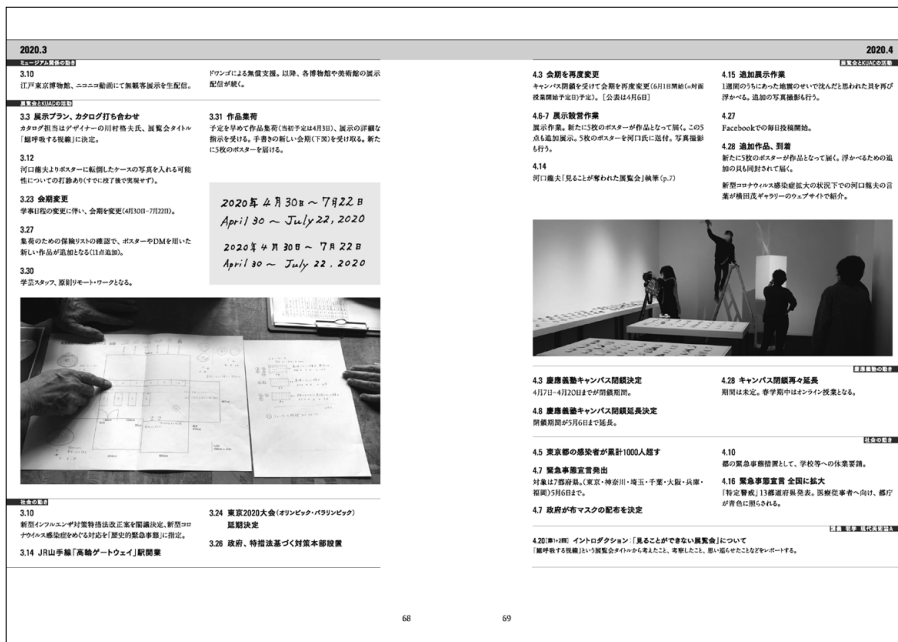 2020.3
ミュージアム関係の動き
3.10
江戸東京博物館、ニコニコ動画にて無観客展示を生配信。
ドワンゴによる無償支援。以降、各博物館や美術館の展示
配信が続く。
展覧会とKUACの活動
3.3 展示プラン、カタログ打ち合わせ
カタログ担当はデザイナーの川村格夫氏、展覧会タイトル
「鯤呼吸する視線」に決定。
3.12
河口龍夫よりポスターに転倒したケースの写真を入れる可能
性についての打診あり(すでに校了後で実現せず)。
3.23 会期変更
学事日程の変更に伴い、会期を変更(4月30日–7月22日)。
3.27
集荷のための保険リストの確認で、ポスターやDMを用いた
新しい作品が追加となる(11点追加)。
3.30
学芸スタッフ、原則リモート・ワークとなる。
3.31 作品集荷
予定を早めて作品集荷(当初予定は4月3日)、展示の詳細な
指示を受ける。手書きの新しい会期(下図)を受け取る。新た
に5枚のポスターを届ける。
2020年 4月30日〜7月22日
April 30 〜 July 22, 2020
2020年 4月30日〜7月22日
April 30 〜 July 22, 2020
社会の動き
3.10
新型インフルエンザ対策特措法改正案を閣議決定、新型コロ
ナウイルス感染症をめぐる対応を「歴史的緊急事態」に指定。
3.14 JR山手線「高輪ゲートウェイ」駅開業
3.24 東京2020大会(オリンピック・パラリンピック)
延期決定
3.26 政府、特措法基づく対策本部設置
68
2020.4
展覧会とKUACの活動
4.3 会期を再度変更
キャンパス閉鎖を受けて会期を再度変更(6月1日開始(=対面
授業開始予定日)予定)。[公表は4月6日]
4.6-7 展示設営作業
展示作業。新たに5枚のポスターが作品となって届く。この5
点も追加展示。5枚のポスターを河口氏に送付。写真撮影
も行う。
4.14
河口龍夫「見ることが奪われた展覧会」執筆(p.7)
4.15 追加展示作業
1週間のうちにあった地震のせいで沈んだと思われた貝を再び
浮かべる。追加の写真撮影も行う。
4.27
Facebookでの毎日投稿開始。
4.28 追加作品、到着
新たに5枚のポスターが作品となって届く。浮かべるための追
加の貝も同封されて届く。
新型コロナウィルス感染症拡大の状況下での河口龍夫の言
葉が横田茂ギャラリーのウェブサイトで紹介。
慶應義塾の動き
4.3 慶應義塾キャンパス閉鎖決定
4月7日–4月20日までが閉鎖期間。
4.8 慶應義塾キャンパス閉鎖延長決定
閉鎖期間が5月6日まで延長。
4.28 キャンパス閉鎖再々延長
期間は未定。春学期中はオンライン授業となる。
社会の動き
4.5 東京都の感染者が累計1000人超す
4.7 緊急事態宣言発出
対象は7都府県。(東京・神奈川・埼玉・千葉・大阪・兵庫・
福岡)5月6日まで。
4.7 政府が布マスクの配布を決定
4.10
都の緊急事態措置として、学校等への休業要請。
4.16 緊急事態宣言 全国に拡大
「特定警戒」13都道府県発表。医療従事者へ向け、都庁
が青色に照らされる。
講義「哲学 現代芸術論A
4.20[第1+2回] イントロダクション:「見ることができない展覧会」について
「鯤呼吸する視線」という展覧会タイトルから考えたこと、考察したこと、思い巡らせたことなどをレポートする。
69